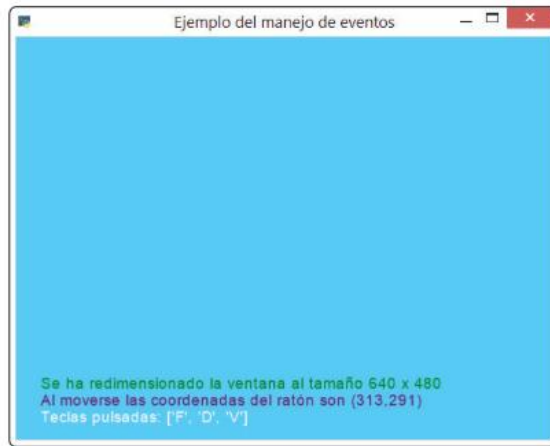 Ejemplo del manejo de eventos
Se ha redimensionado la ventana al tamaño 640 x 480
Al moverse las coordenadas del ratón son (313,291)
Teclas pulsadas: ['F', 'D', 'V']